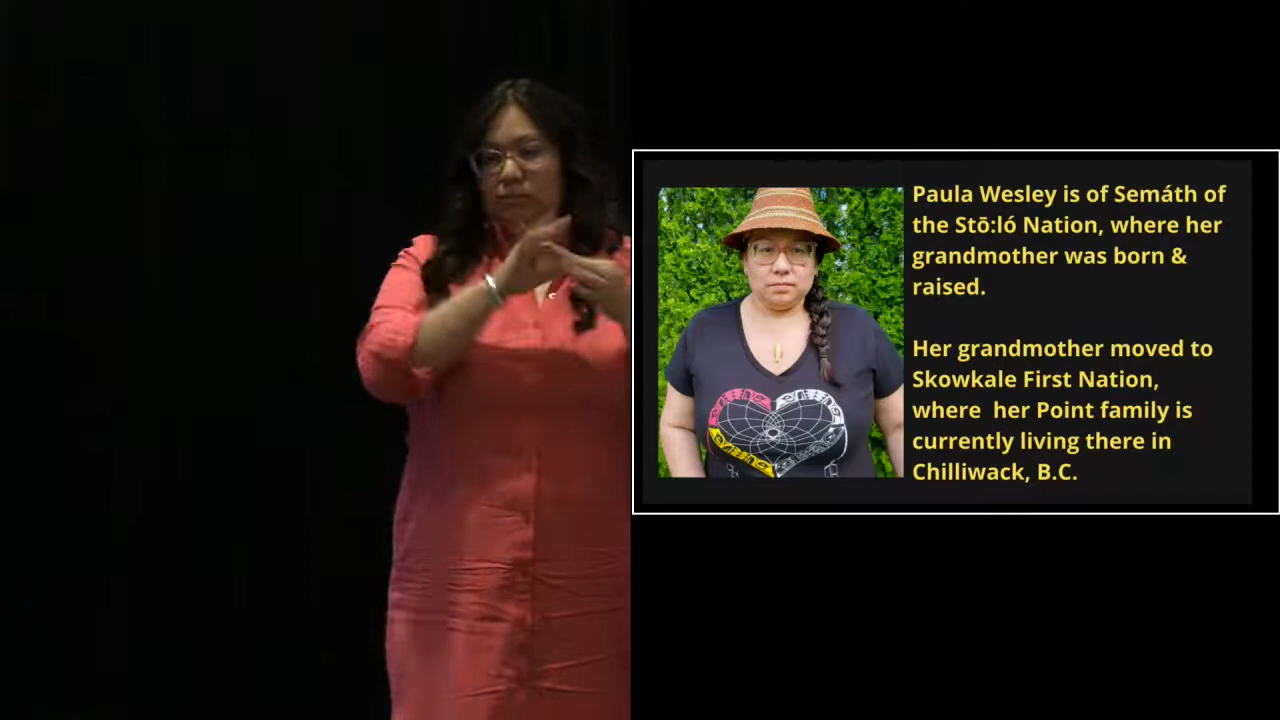 Paula Wesley is of Semáth of
the Stō:ló Nation, where her
grandmother was born &
raised.
Her grandmother moved to
Skowkale First Nation,
where her Point family is
currently living there in
Chilliwack, B.C.